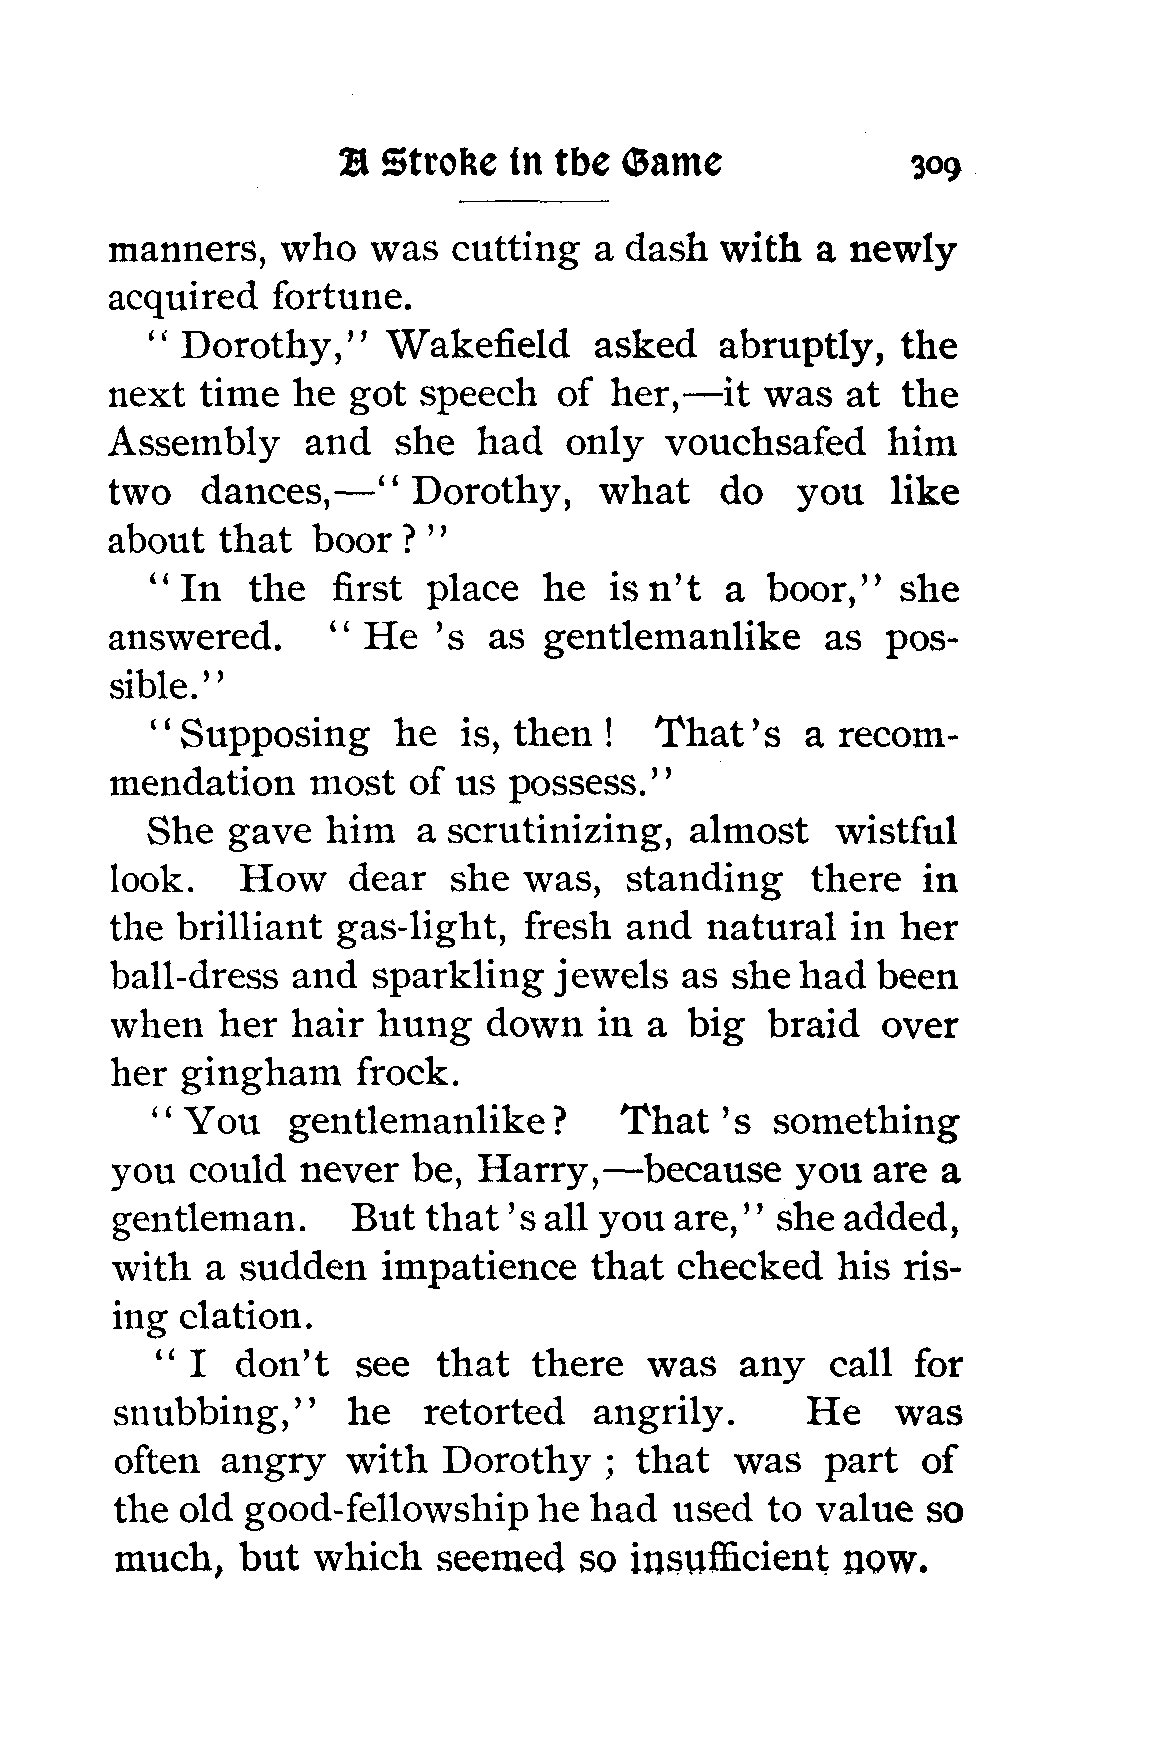 A Stroke in the Game 309
manners, who was cutting a dash with a newly
acquired fortune.
“ Dorothy,” Wakefield asked abruptly, the
next time he got speech of her,—it was at the
Assembly and she had only vouchsafed him
two dances,—“ Dorothy, what do you like
about that boor ? ”
“ In the first place he is n’t a boor,” she
answered. “ He ’s as gentlemanlike as pos-
sible.”
“ Supposing he is, then ! That ’s a recom-
mendation most of us possess.”
She gave him a scrutinizing, almost wistful
look. How dear she was, standing there in
the brilliant gas-light, fresh and natural in her
ball-dress and sparkling jewels as she had been
when her hair hung down in a big braid over
her gingham frock.
“ You gentlemanlike ? That ’s something
you could never be, Harry,—because you are a
gentleman. But that ’s all you are,” she added,
with a sudden impatience that checked his ris-
ing clation.
“ I don’t see that there was any call for
snubbing,” he retorted angrily. He was
often angry with Dorothy ; that was part of
the old good-fellowship he had used to value so
much, but which seemed so insufficient now.